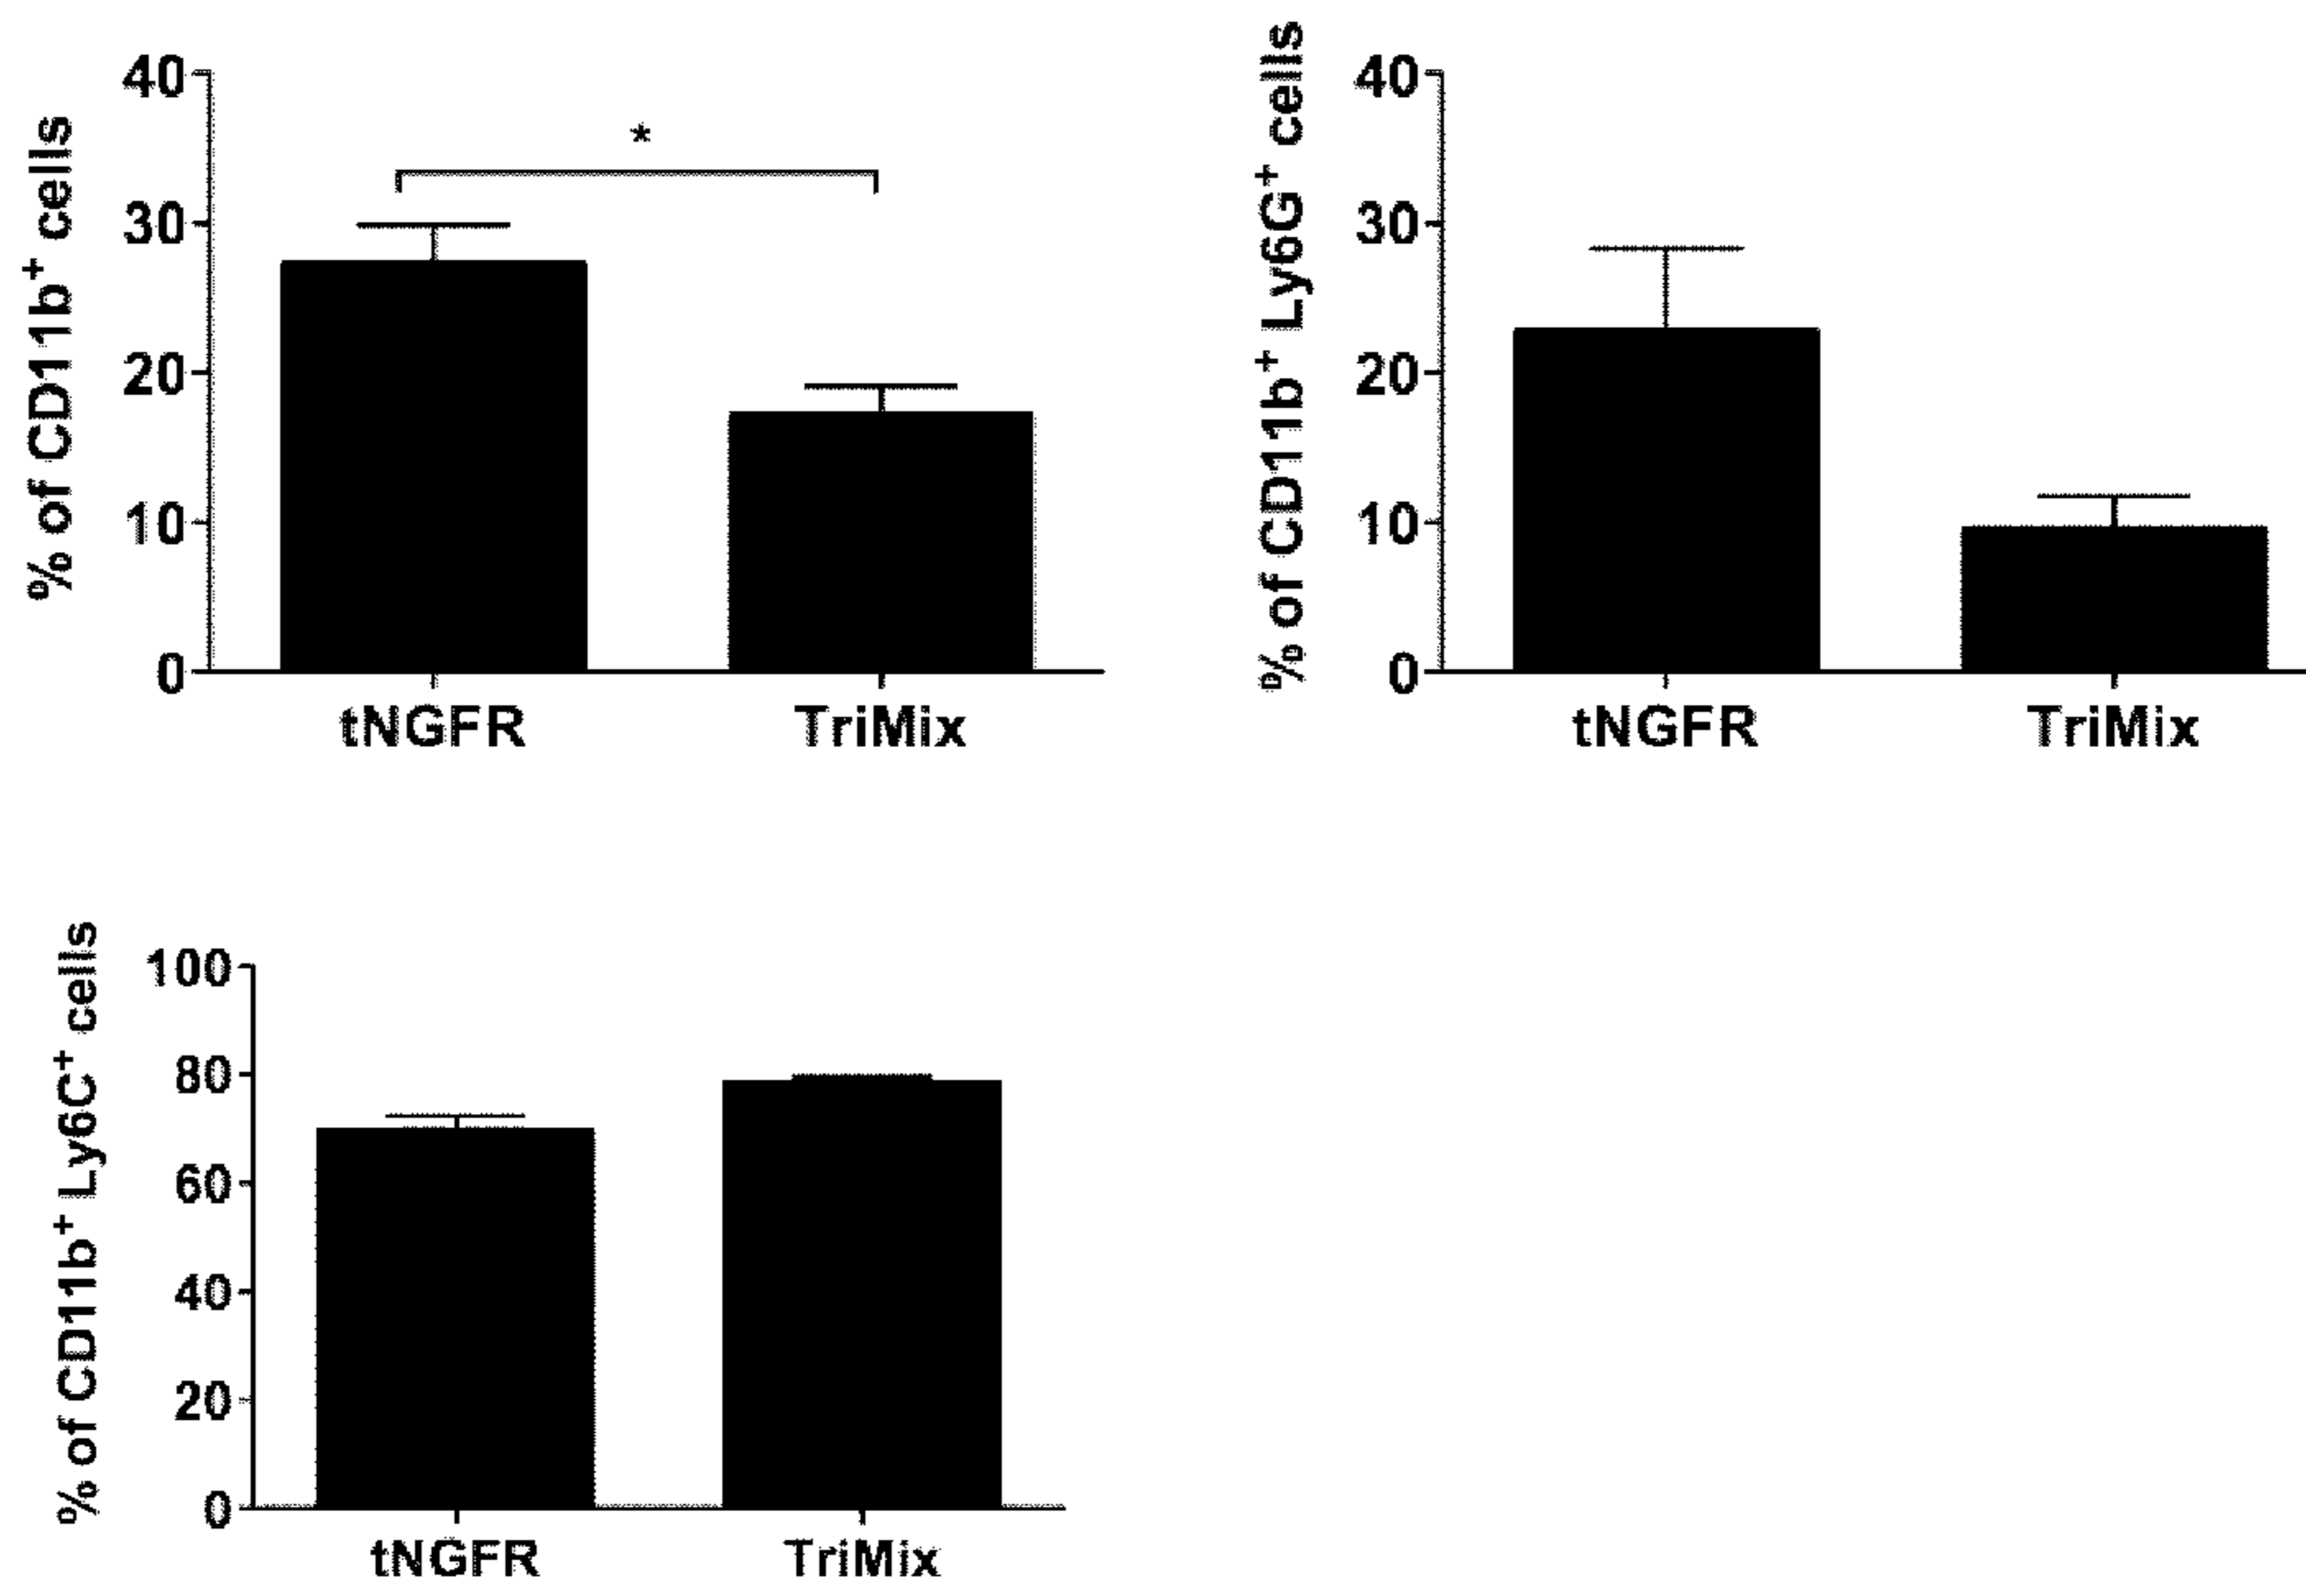 % of CD11b⁺ cells
40
30
20
10
0
*
tNGFR TriMix
% of CD11b⁺ Ly6G⁺ cells
40
30
20
10
0
tNGFR TriMix
% of CD11b⁺ Ly6C⁺ cells
100
80
60
40
20
0
tNGFR TriMix